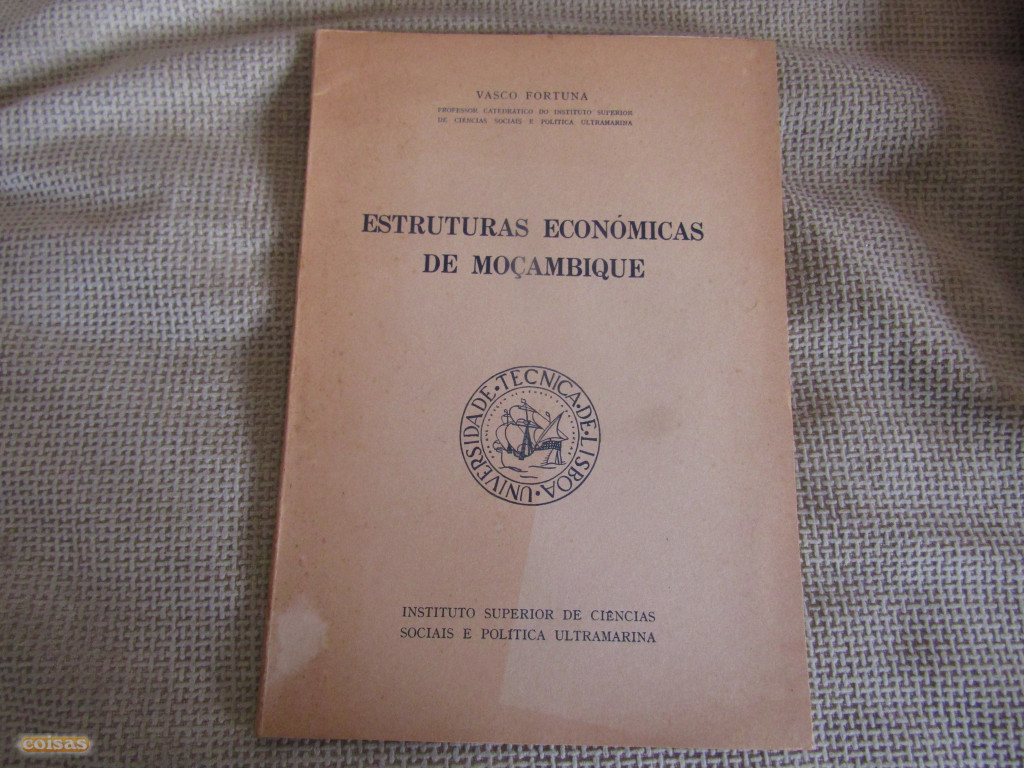 VASCO FORTUNA
PROFESSOR CATEDRÁTICO DO INSTITUTO SUPERIOR
DE CIÊNCIAS SOCIAIS E POLÍTICA ULTRAMARINA
ESTRUTURAS ECONÓMICAS
DE MOÇAMBIQUE
UNIVERSIDADE · TECNICA · DE · LISBOA ·
INSTITUTO SUPERIOR DE CIÊNCIAS
SOCIAIS E POLÍTICA ULTRAMARINA
coisas